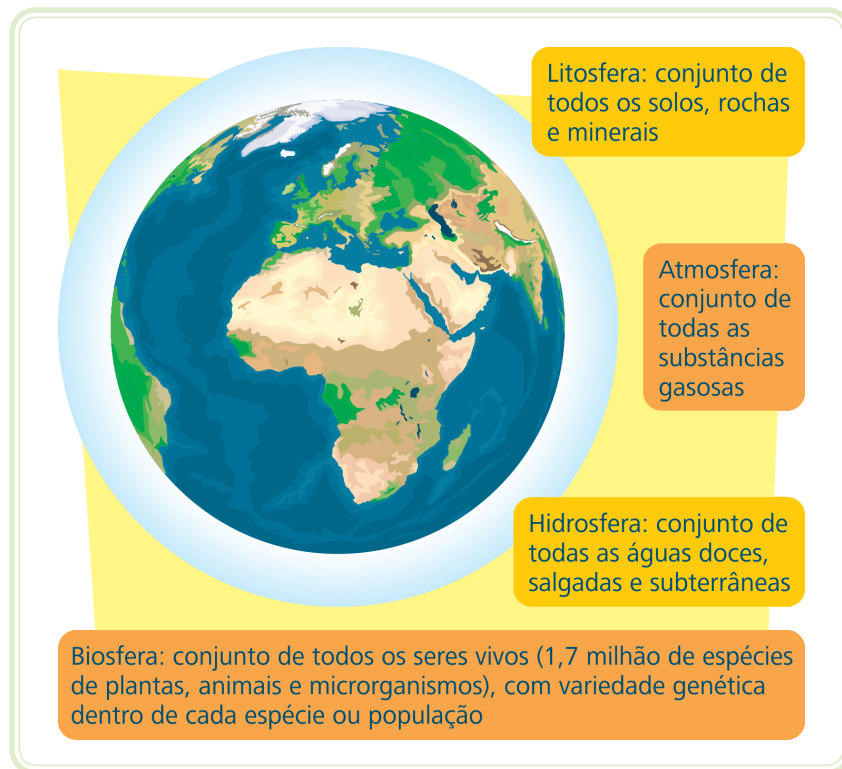 Litosfera: conjunto de
todos os solos, rochas
e minerais
Atmosfera:
conjunto de
todas as
substâncias
gasosas
Hidrosfera: conjunto de
todas as águas doces,
salgadas e subterrâneas
Biosfera: conjunto de todos os seres vivos (1,7 milhão de espécies
de plantas, animais e microrganismos), com variedade genética
dentro de cada espécie ou população